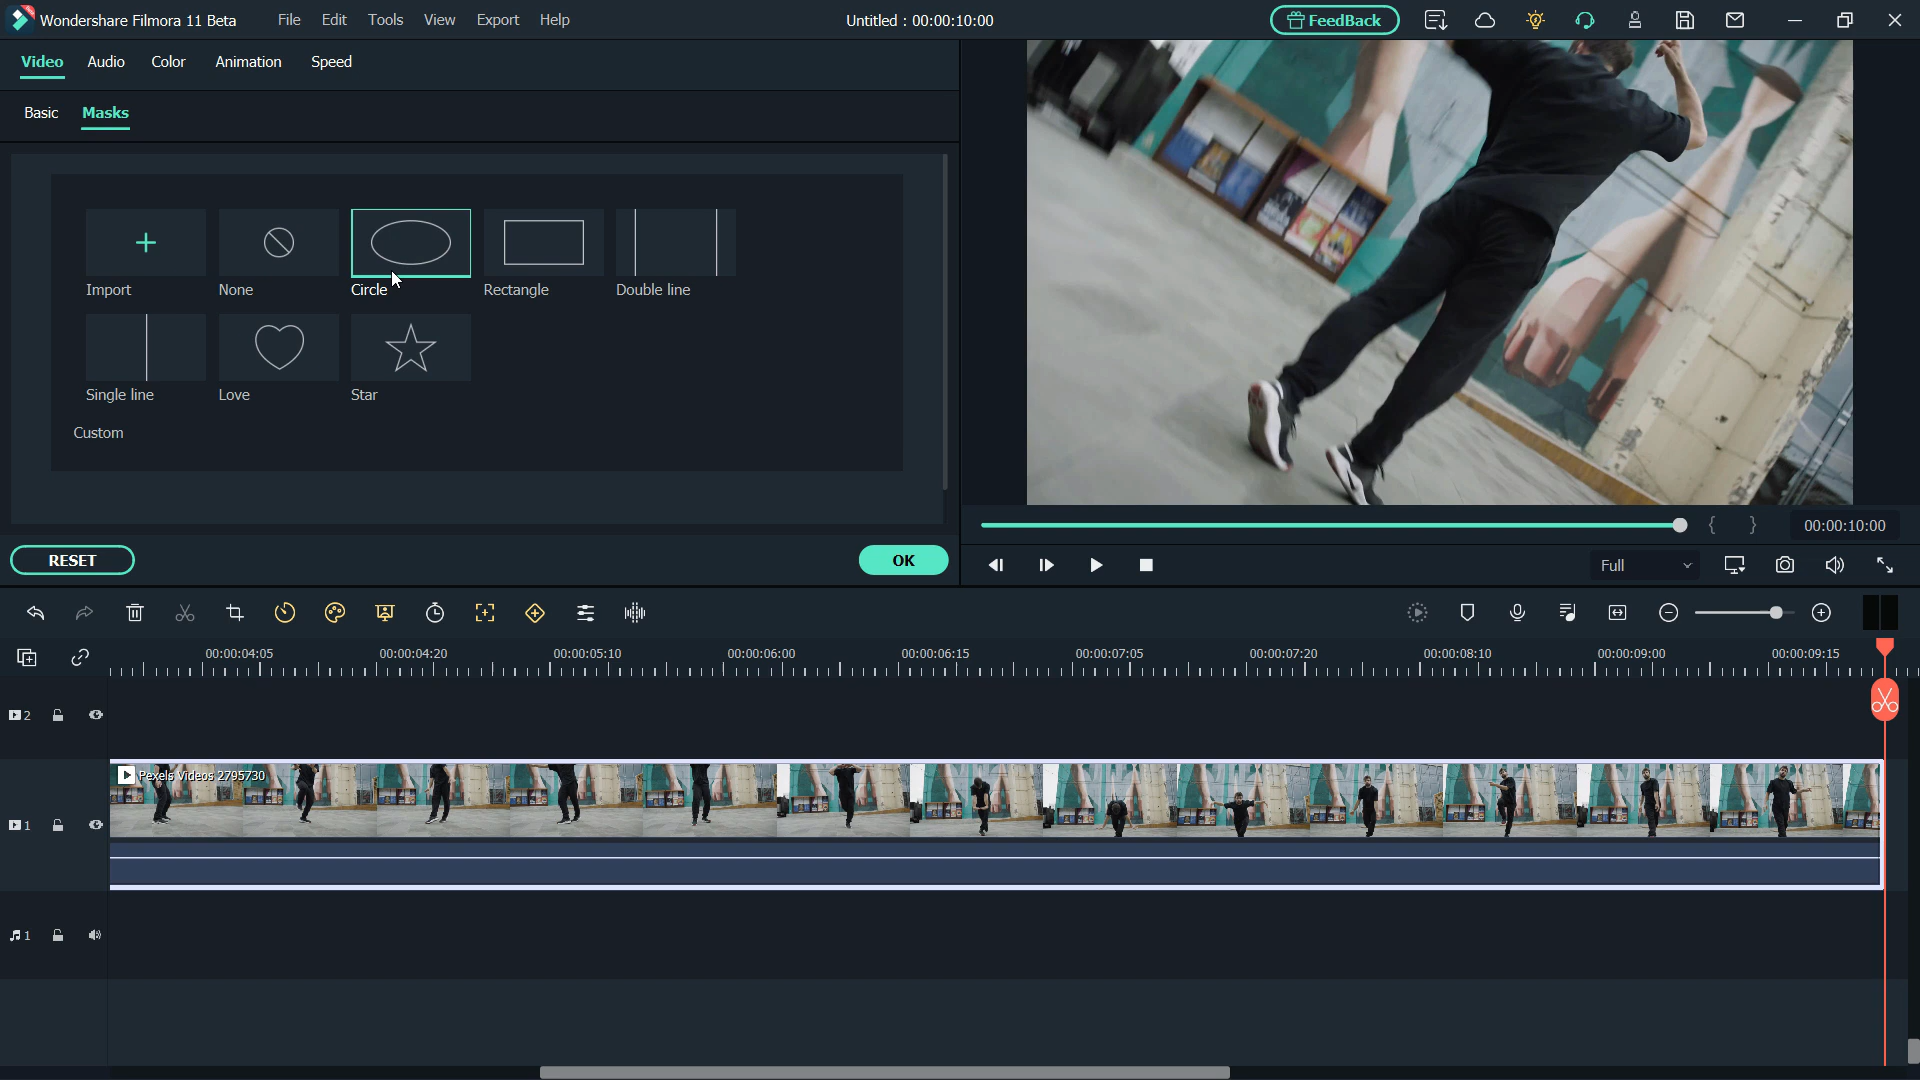 Wondershare Filmora 11 Beta
File Edit Tools View Export Help
Untitled : 00:00:10:00
FeedBack
Video Audio Color Animation Speed
Basic Masks
Import None Circle Rectangle Double line
Single line Love Star
Custom
RESET OK
{ } 00:00:10:00
Full
00:00:04:05 00:00:04:20 00:00:05:10 00:00:06:00 00:00:06:15 00:00:07:05 00:00:07:20 00:00:08:10 00:00:09:00 00:00:09:15
2
Pexels Videos 2795730
1
1